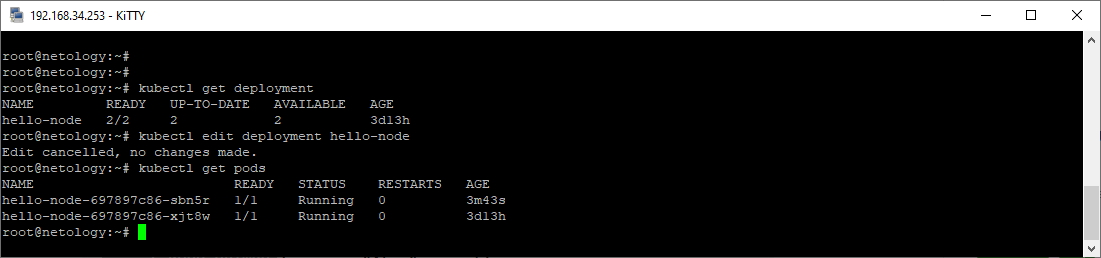 192.168.34.253 - KiTTY
root@netology:~#
root@netology:~#
root@netology:~# kubectl get deployment
NAME         READY   UP-TO-DATE   AVAILABLE   AGE
hello-node   2/2     2            2           3d13h
root@netology:~# kubectl edit deployment hello-node
Edit cancelled, no changes made.
root@netology:~# kubectl get pods
NAME                          READY   STATUS    RESTARTS   AGE
hello-node-697897c86-sbn5r   1/1     Running   0          3m43s
hello-node-697897c86-xjt8w   1/1     Running   0          3d13h
root@netology:~#